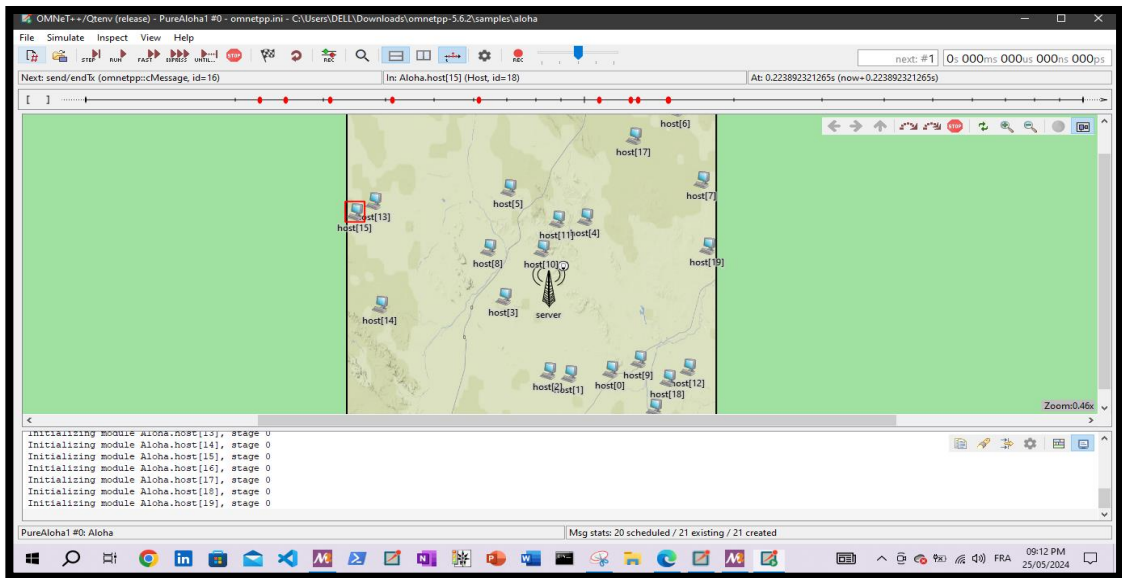 OMNeT++/Qtenv (release) - PureAloha1 #0 - omnetpp.ini - C:\Users\DELL\Downloads\omnetpp-5.6.2\samples\aloha
File Simulate Inspect View Help
STEP RUN FAST EXPRESS UNTIL... STOP REC REC
next: #1 0s 000ms 000us 000ns 000ps
Next: send/endTx (omnetpp::cMessage, id=16) In: Aloha.host[15] (Host, id=18) At: 0.223892321265s (now+0.223892321265s)
[ ]
STOP
host[6]
host[17]
host[7]
host[5]
host[13]
host[15]
host[11]
host[4]
host[8]
host[10]
host[19]
host[3]
server
host[14]
host[9]
host[2]
host[1]
host[0]
host[12]
host[18]
Zoom:0.46x
Initializing module Aloha.host[13], stage 0
Initializing module Aloha.host[14], stage 0
Initializing module Aloha.host[15], stage 0
Initializing module Aloha.host[16], stage 0
Initializing module Aloha.host[17], stage 0
Initializing module Aloha.host[18], stage 0
Initializing module Aloha.host[19], stage 0
PureAloha1 #0: Aloha Msg stats: 20 scheduled / 21 existing / 21 created
FRA 09:12 PM
25/05/2024